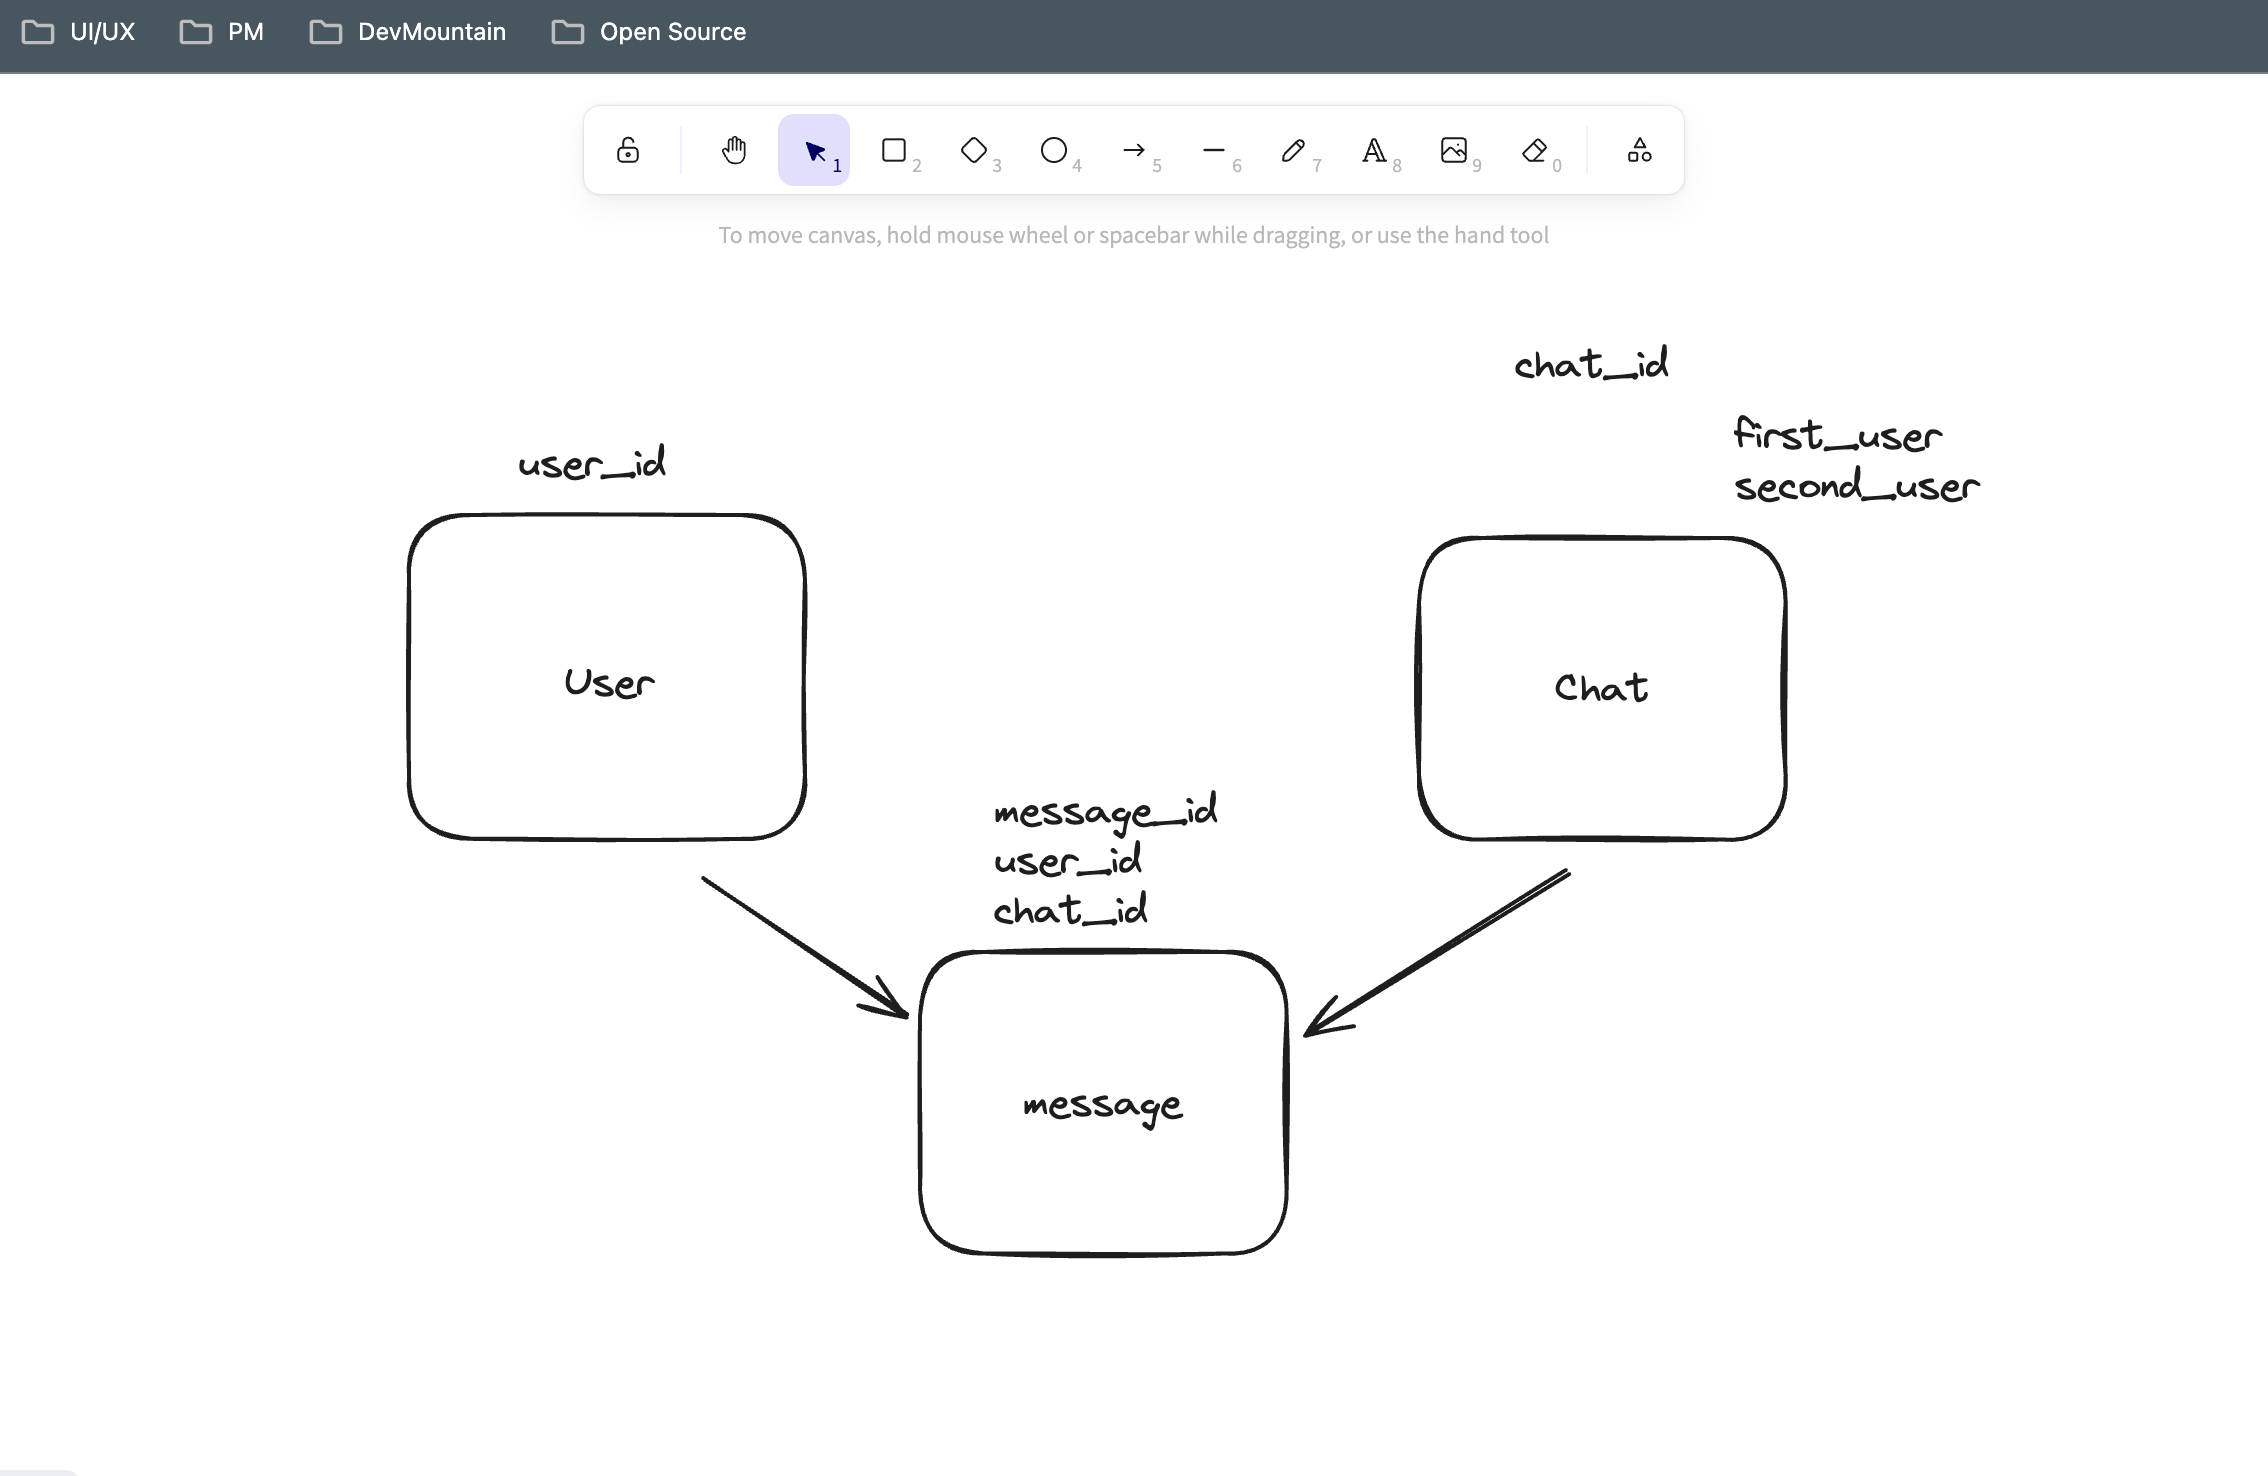 UI/UX PM DevMountain Open Source
1 2 3 4 5 6 7 A 8 9 0
To move canvas, hold mouse wheel or spacebar while dragging, or use the hand tool
chat_id
first_user
second_user
user_id
User
Chat
message_id
user_id
chat_id
message